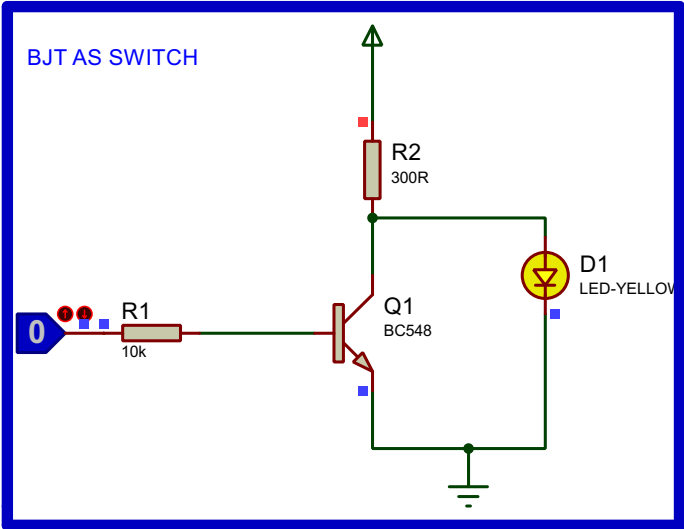 BJT AS SWITCH
R2
300R
D1
LED-YELLOW
Q1
BC548
0
R1
10k